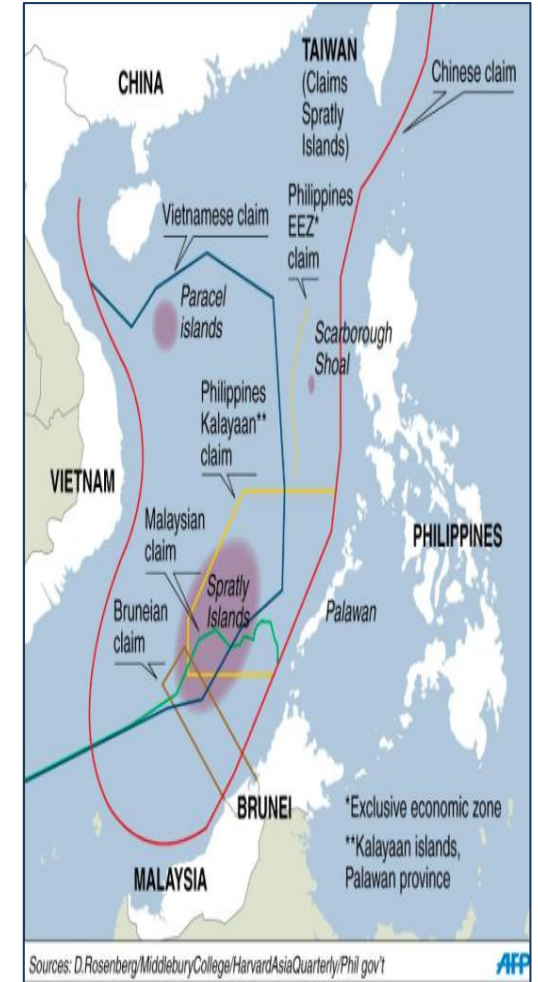 TAIWAN
(Claims
Spratly
Islands)
Chinese claim
CHINA
Philippines
EEZ*
claim
Vietnamese claim
Paracel
islands
Scarborough
Shoal
Philippines
Kalayaan**
claim
VIETNAM
Malaysian
claim
PHILIPPINES
Spratly
Islands
Bruneian
claim
Palawan
BRUNEI
*Exclusive economic zone
**Kalayaan islands,
Palawan province
MALAYSIA
Sources: D.Rosenberg/MiddleburyCollege/HarvardAsiaQuarterly/Phil gov't
AFP